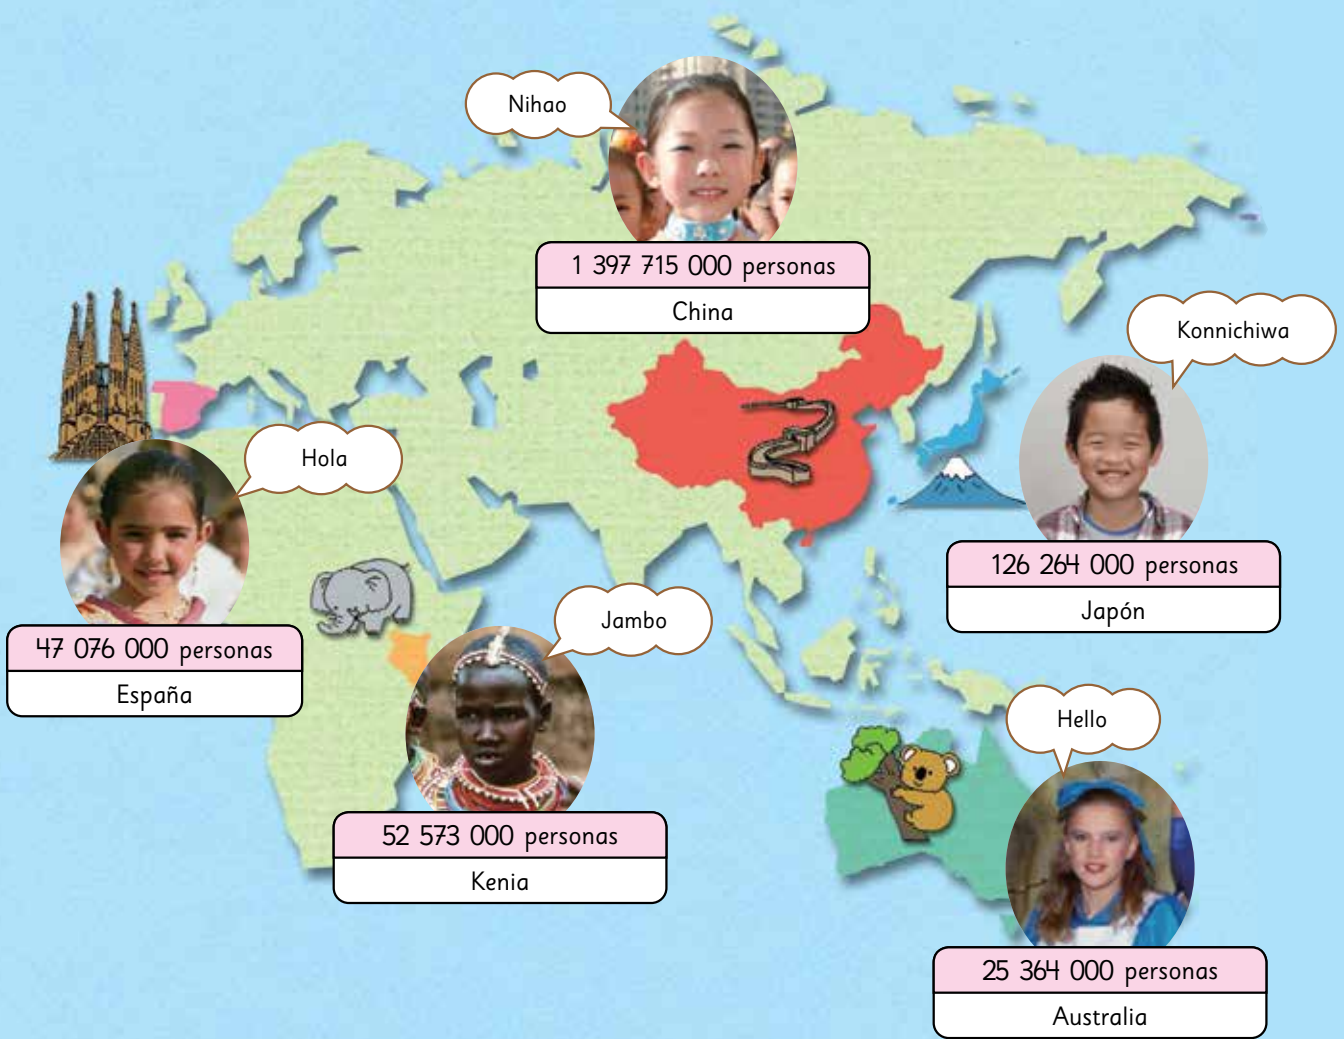 Nihao
1 397 715 000 personas
China
Konnichiwa
126 264 000 personas
Japón
Hola
47 076 000 personas
España
Jambo
52 573 000 personas
Kenia
Hello
25 364 000 personas
Australia